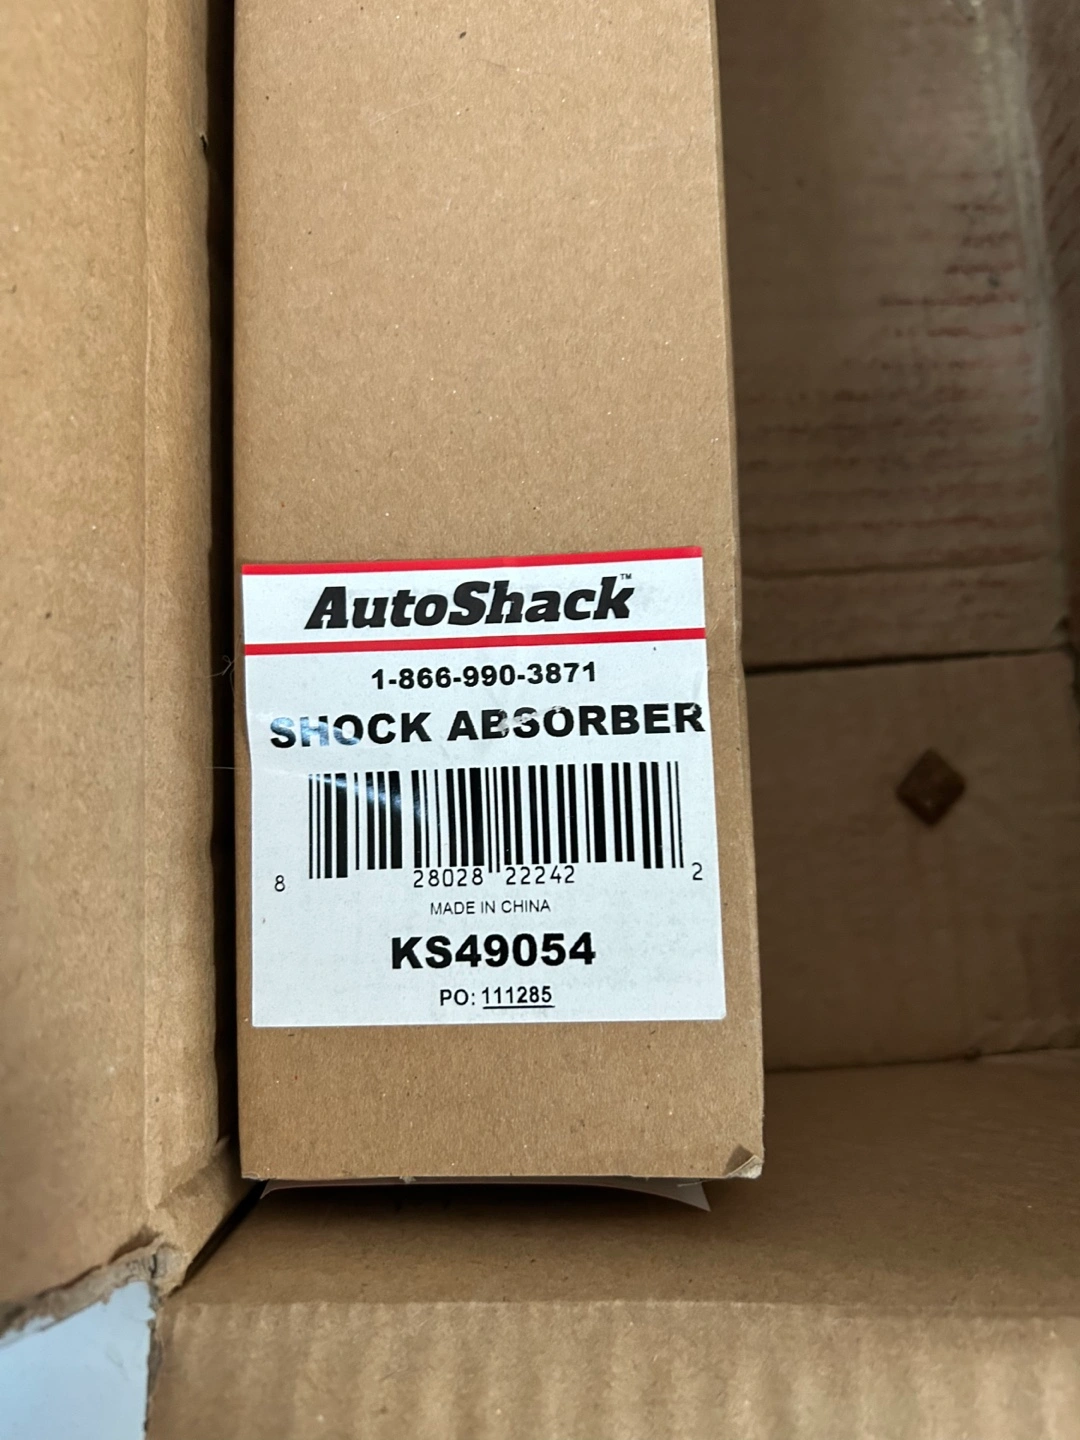 AutoShack™
1-866-990-3871
SHOCK ABSORBER
8 28028 22242 2
MADE IN CHINA
KS49054
PO: 111285